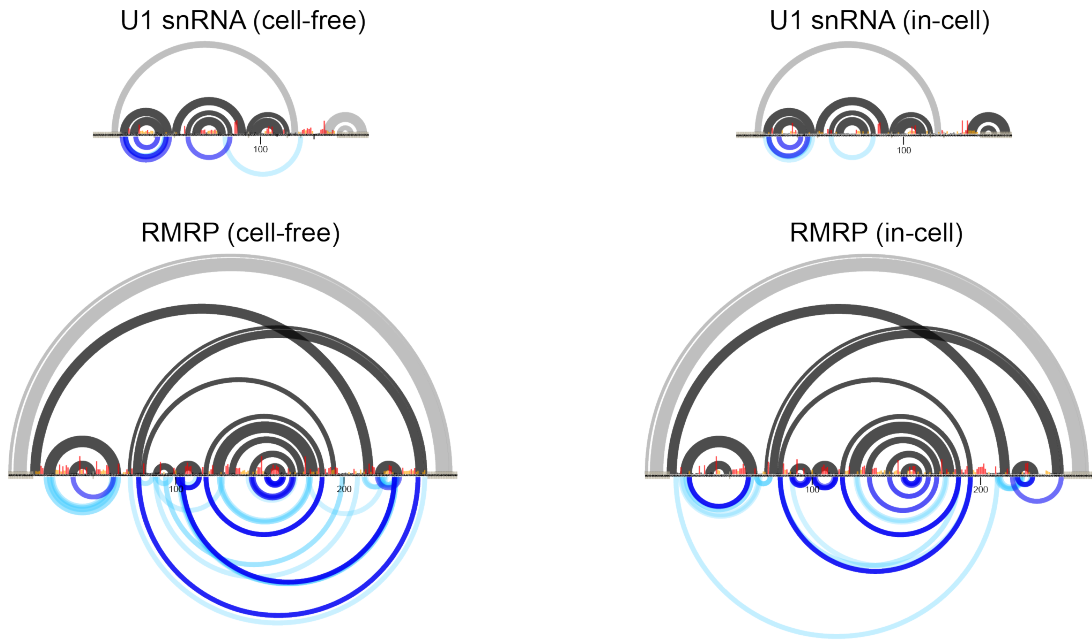 U1 snRNA (cell-free)
U1 snRNA (in-cell)
100
100
RMRP (cell-free)
RMRP (in-cell)
100
200
100
200